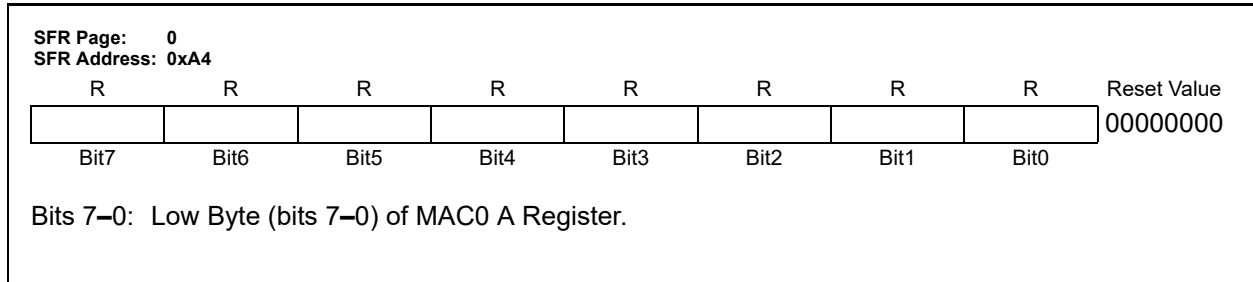 SFR Page: 0
SFR Address: 0xA4
R R R R R R R R Reset Value
00000000
Bit7 Bit6 Bit5 Bit4 Bit3 Bit2 Bit1 Bit0
Bits 7–0: Low Byte (bits 7–0) of MAC0 A Register.